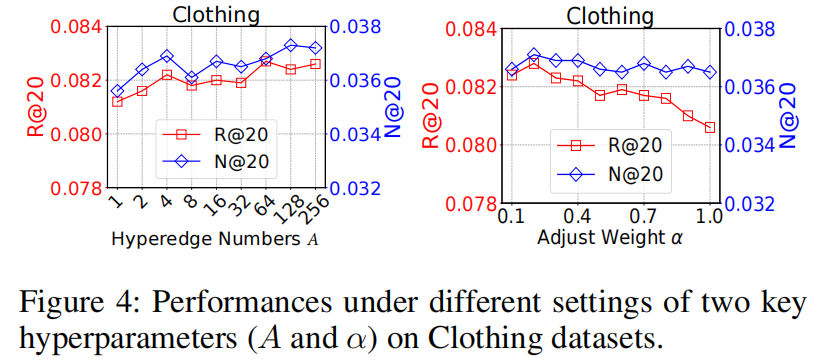 Clothing
0.084
0.082
0.080
0.078
R@20
0.038
0.036
0.034
0.032
N@20
R@20
N@20
1 2 4 8 16 32 64 128 256
Hyperedge Numbers A
Clothing
0.084
0.082
0.080
0.078
R@20
0.038
0.036
0.034
0.032
N@20
R@20
N@20
0.1 0.4 0.7 1.0
Adjust Weight α
Figure 4: Performances under different settings of two key
hyperparameters (A and α) on Clothing datasets.